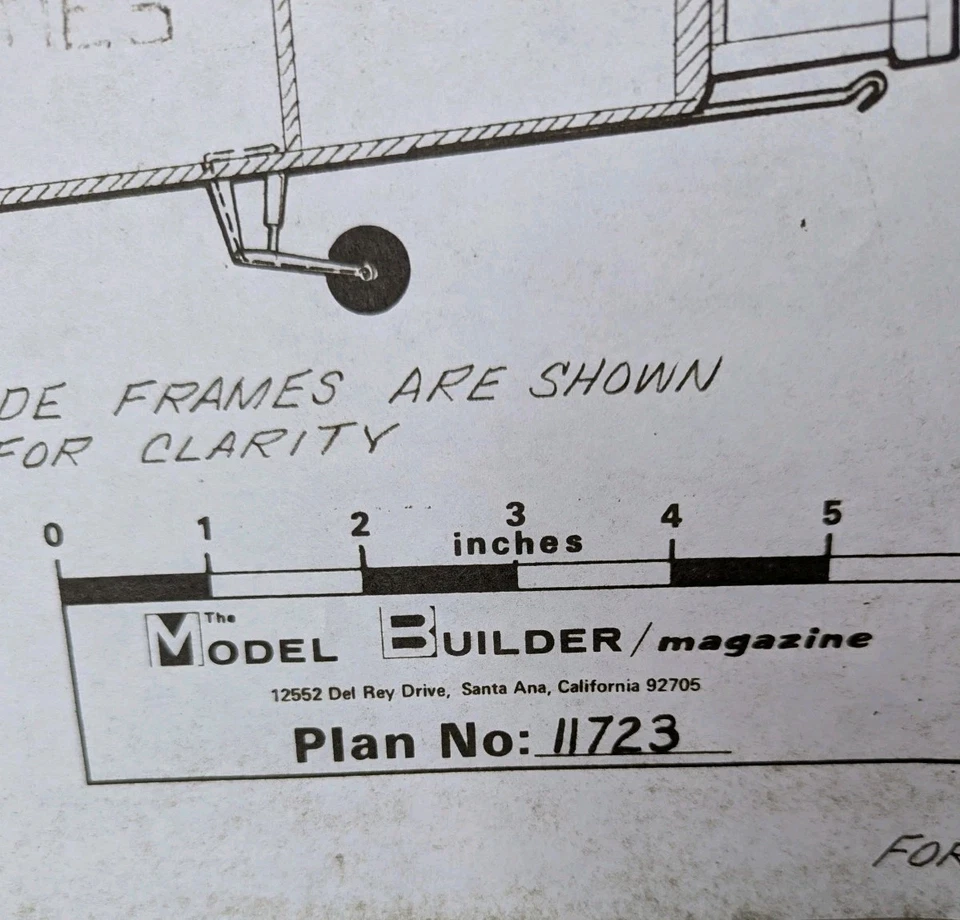 DE FRAMES ARE SHOWN
FOR CLARITY
0 1 2 3 4 5
inches
The MODEL BUILDER / magazine
12552 Del Rey Drive, Santa Ana, California 92705
Plan No: 11723
FOR